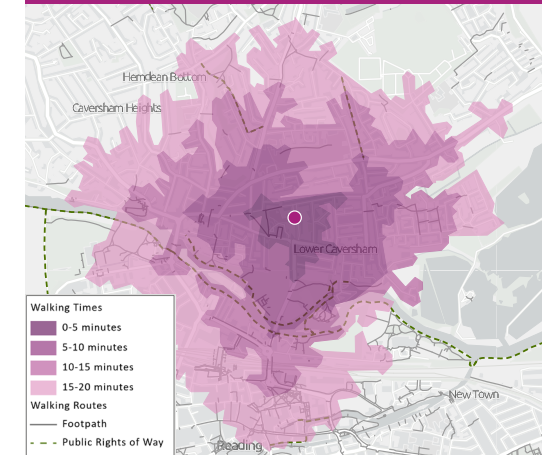 Hemdean Bottom
Caversham Heights
Lower Caversham
Walking Times
0-5 minutes
5-10 minutes
10-15 minutes
15-20 minutes
Walking Routes
Footpath
Public Rights of Way
New Town
Reading